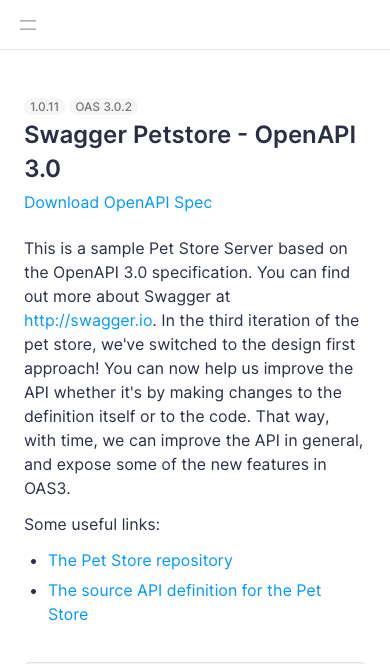 1.0.11 OAS 3.0.2
Swagger Petstore - OpenAPI
3.0
Download OpenAPI Spec
This is a sample Pet Store Server based on
the OpenAPI 3.0 specification. You can find
out more about Swagger at
http://swagger.io. In the third iteration of the
pet store, we've switched to the design first
approach! You can now help us improve the
API whether it's by making changes to the
definition itself or to the code. That way,
with time, we can improve the API in general,
and expose some of the new features in
OAS3.
Some useful links:
• The Pet Store repository
• The source API definition for the Pet
Store